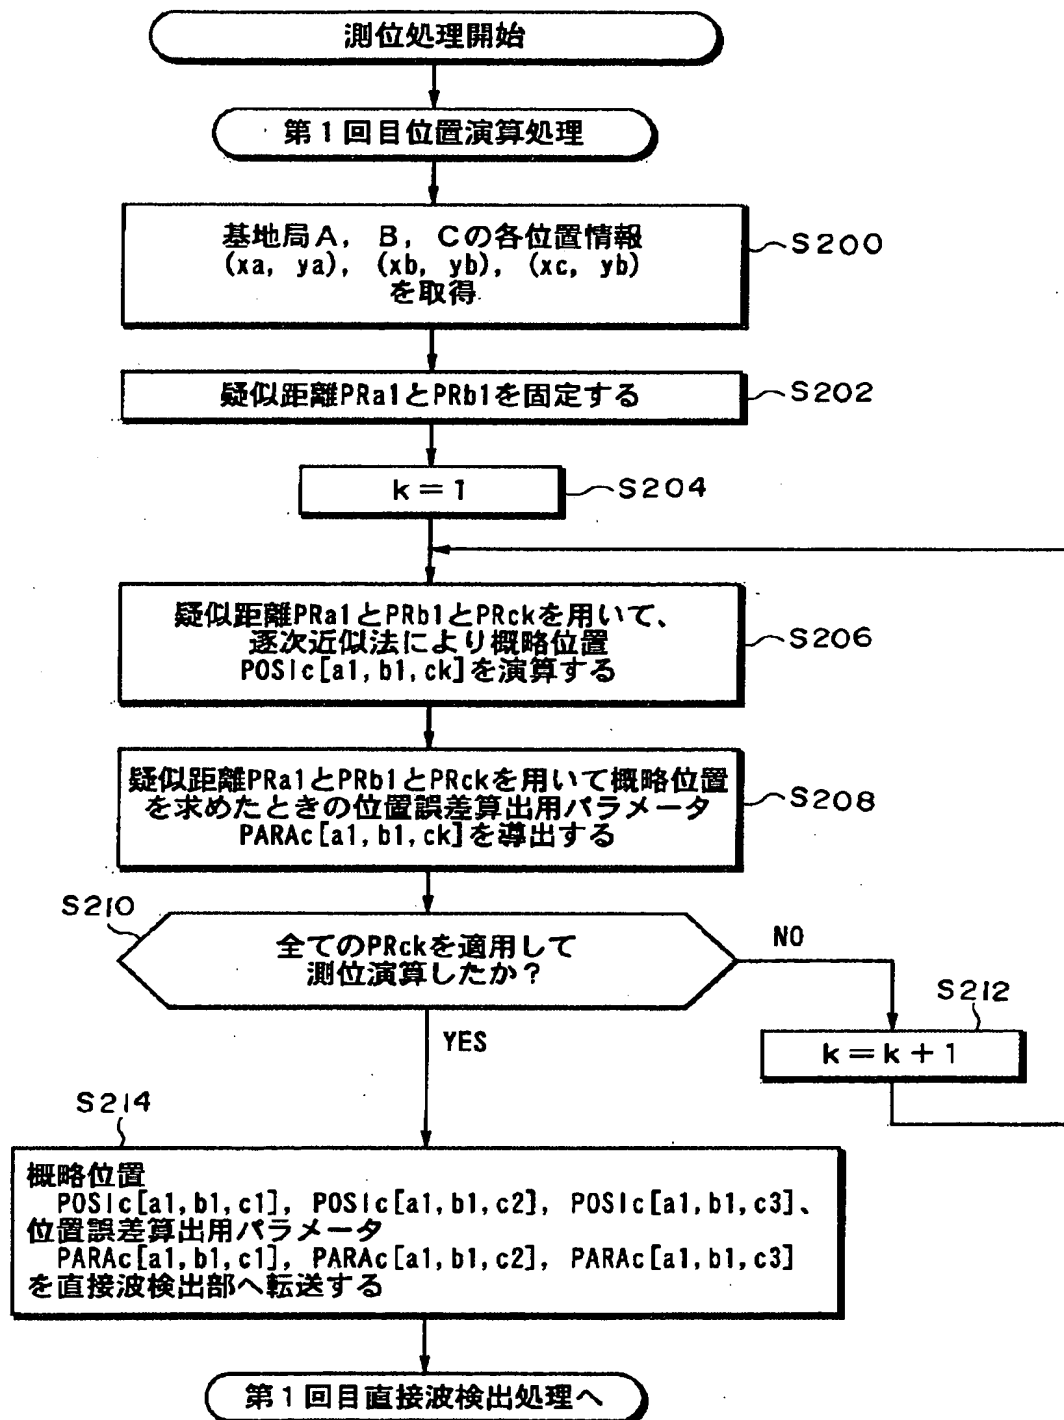 測位処理開始
第1回目位置演算処理
基地局A, B, Cの各位置情報
(xa, ya), (xb, yb), (xc, yb)
を取得
S200
疑似距離PRa1とPRb1を固定する
S202
k=1
S204
疑似距離PRa1とPRb1とPRckを用いて、
逐次近似法により概略位置
POSIc[a1,b1,ck]を演算する
S206
疑似距離PRa1とPRb1とPRckを用いて概略位置
を求めたときの位置誤差算出用パラメータ
PARAc[a1,b1,ck]を導出する
S208
S210
全てのPRckを適用して
測位演算したか?
NO
S212
k=k+1
YES
S214
概略位置
POSIc[a1,b1,c1], POSIc[a1,b1,c2], POSIc[a1,b1,c3]、
位置誤差算出用パラメータ
PARAc[a1,b1,c1], PARAc[a1,b1,c2], PARAc[a1,b1,c3]
を直接波検出部へ転送する
第1回目直接波検出処理へ